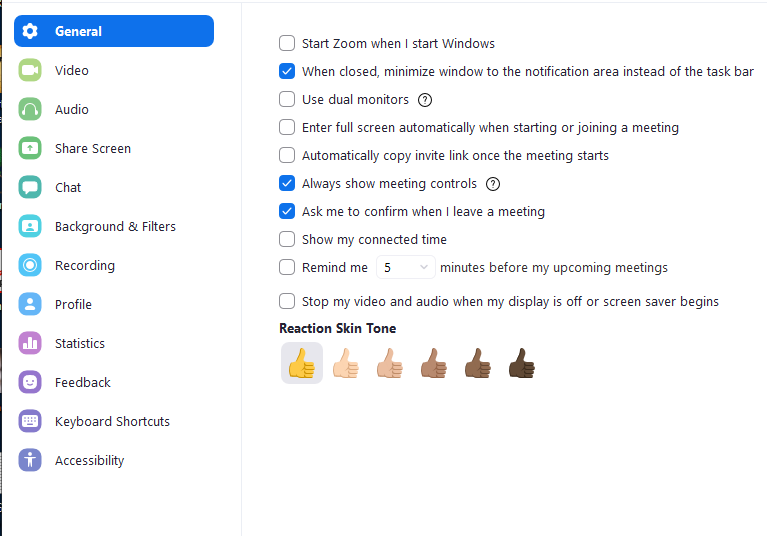 General
Video
Audio
Share Screen
Chat
Background & Filters
Recording
Profile
Statistics
Feedback
Keyboard Shortcuts
Accessibility
Start Zoom when I start Windows
When closed, minimize window to the notification area instead of the task bar
Use dual monitors ?
Enter full screen automatically when starting or joining a meeting
Automatically copy invite link once the meeting starts
Always show meeting controls ?
Ask me to confirm when I leave a meeting
Show my connected time
Remind me 5 minutes before my upcoming meetings
Stop my video and audio when my display is off or screen saver begins
Reaction Skin Tone